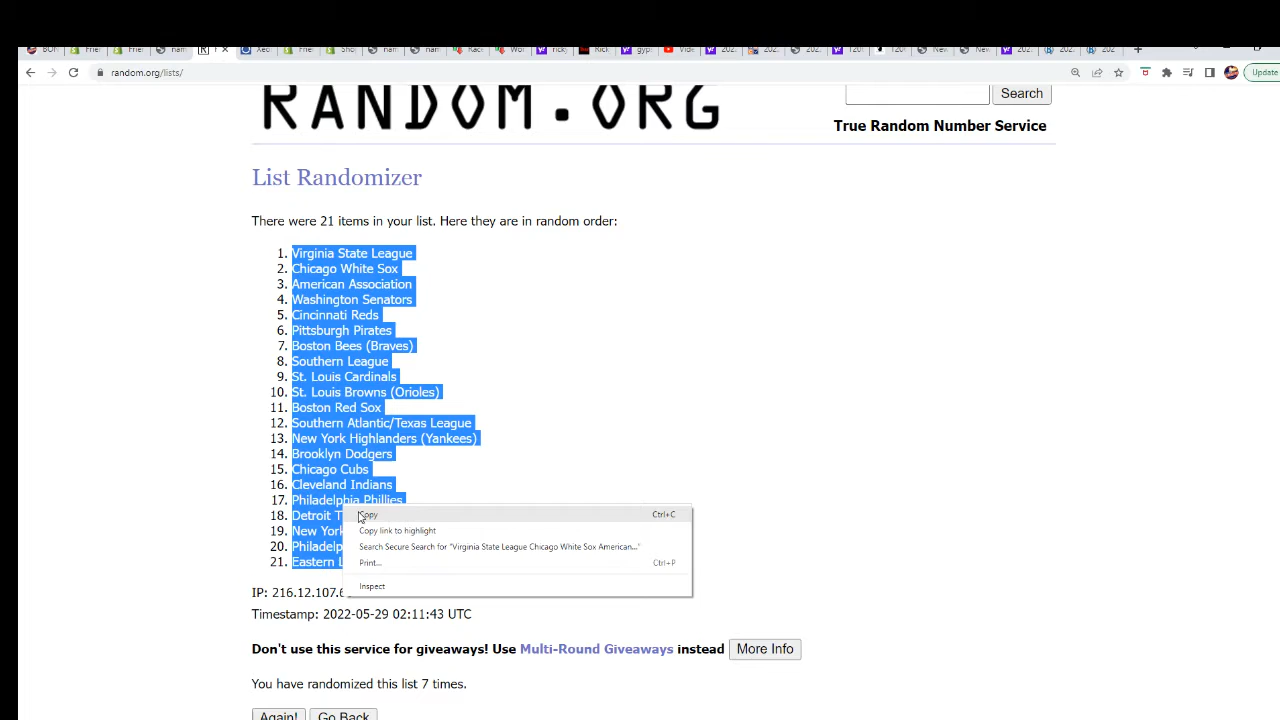 random.org/lists/
Update
RANDOM.ORG
Search
True Random Number Service
List Randomizer
There were 21 items in your list. Here they are in random order:
1. Virginia State League
2. Chicago White Sox
3. American Association
4. Washington Senators
5. Cincinnati Reds
6. Pittsburgh Pirates
7. Boston Bees (Braves)
8. Southern League
9. St. Louis Cardinals
10. St. Louis Browns (Orioles)
11. Boston Red Sox
12. Southern Atlantic/Texas League
13. New York Highlanders (Yankees)
14. Brooklyn Dodgers
15. Chicago Cubs
16. Cleveland Indians
17. Philadelphia Phillies
18. Detroit
19. New York
20.
21. Eastern
Copy Ctrl+C
Copy link to highlight
Search Secure Search for "Virginia State League Chicago White Sox American..."
Print... Ctrl+P
Inspect
IP: 216.12.107.
Timestamp: 2022-05-29 02:11:43 UTC
Don't use this service for giveaways! Use Multi-Round Giveaways instead More Info
You have randomized this list 7 times.
Again! Go Back